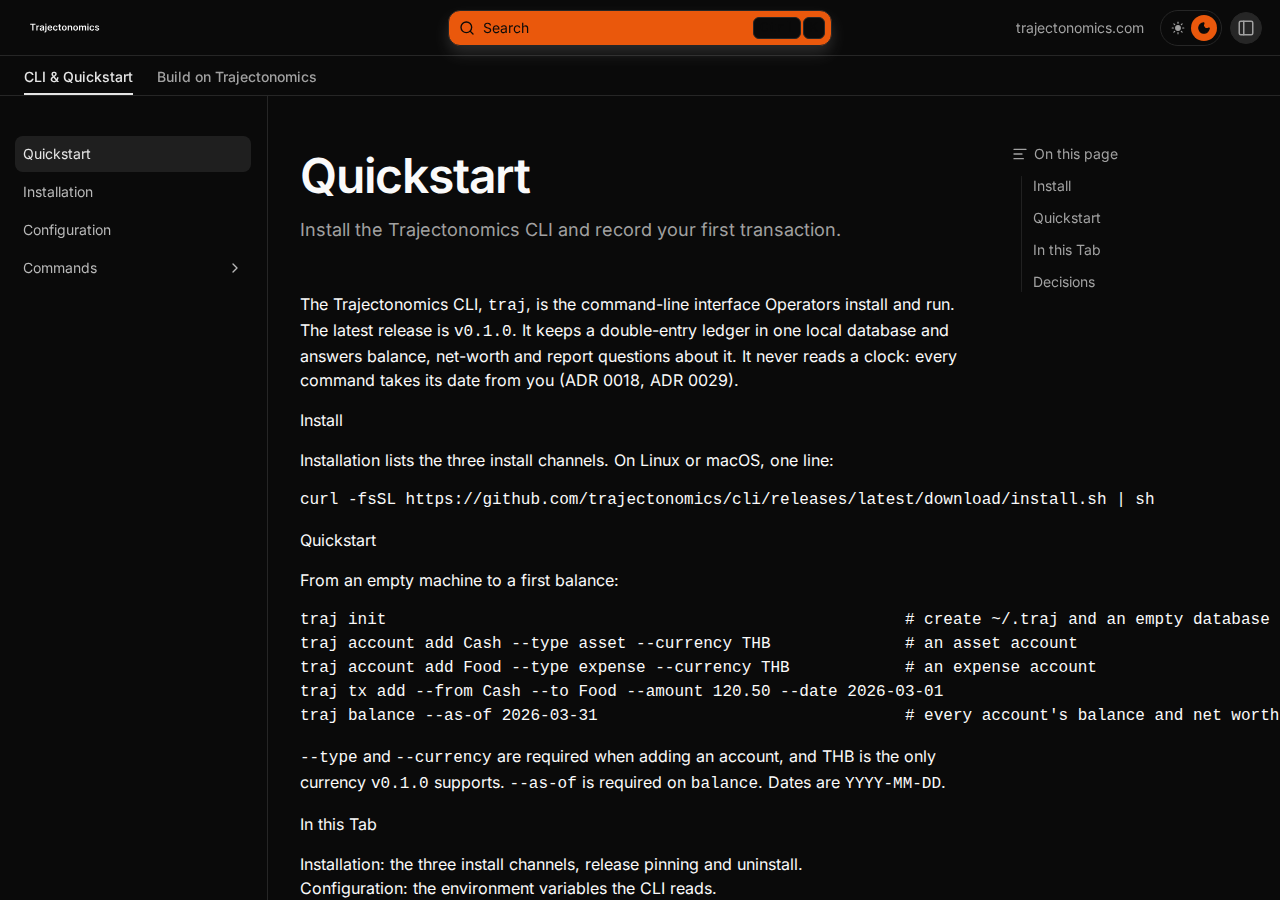 Trajectonomics
Search
trajectonomics.com
CLI & Quickstart
Build on Trajectonomics
Quickstart
Installation
Configuration
Commands
Quickstart
Install the Trajectonomics CLI and record your first transaction.
The Trajectonomics CLI, traj, is the command-line interface Operators install and run.
The latest release is v0.1.0. It keeps a double-entry ledger in one local database and
answers balance, net-worth and report questions about it. It never reads a clock: every
command takes its date from you (ADR 0018, ADR 0029).
Install
Installation lists the three install channels. On Linux or macOS, one line:
curl -fsSL https://github.com/trajectonomics/cli/releases/latest/download/install.sh | sh
Quickstart
From an empty machine to a first balance:
traj init # create ~/.traj and an empty database
traj account add Cash --type asset --currency THB # an asset account
traj account add Food --type expense --currency THB # an expense account
traj tx add --from Cash --to Food --amount 120.50 --date 2026-03-01
traj balance --as-of 2026-03-31 # every account's balance and net worth
--type and --currency are required when adding an account, and THB is the only
currency v0.1.0 supports. --as-of is required on balance. Dates are YYYY-MM-DD.
In this Tab
Installation: the three install channels, release pinning and uninstall.
Configuration: the environment variables the CLI reads.
On this page
Install
Quickstart
In this Tab
Decisions